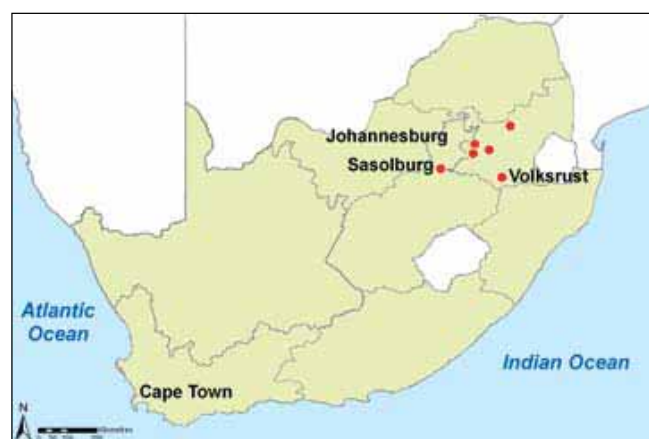 Johannesburg
Sasolburg
Volksrust
Atlantic
Ocean
Indian Ocean
Cape Town
N